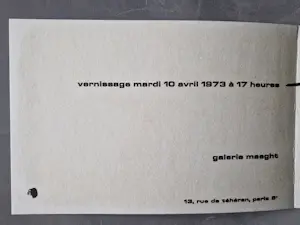 vernissage mardi 10 avril 1973 à 17 heures
galerie maeght
13, rue de téhéran, paris 8e